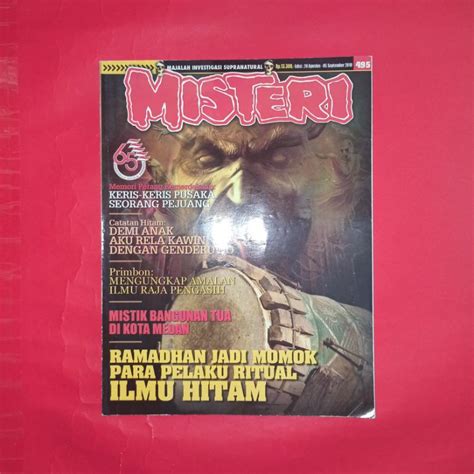 MAJALAH INVESTIGASI SUPRANATURAL
495
MISTERI
65
KERIS-KERIS PUSAKA
SEORANG PEJUANG
Catatan Hitam:
DEMI ANAK
AKU RELA KAWIN
DENGAN
Primbon:
MENGUNGKAP AMALAN
ILMU RAJA PENGASIH
MISTIK BANGUNAN TUA
DI KOTA MEDAN
RAMADHAN JADI MOMOK
PARA PELAKU RITUAL
ILMU HITAM